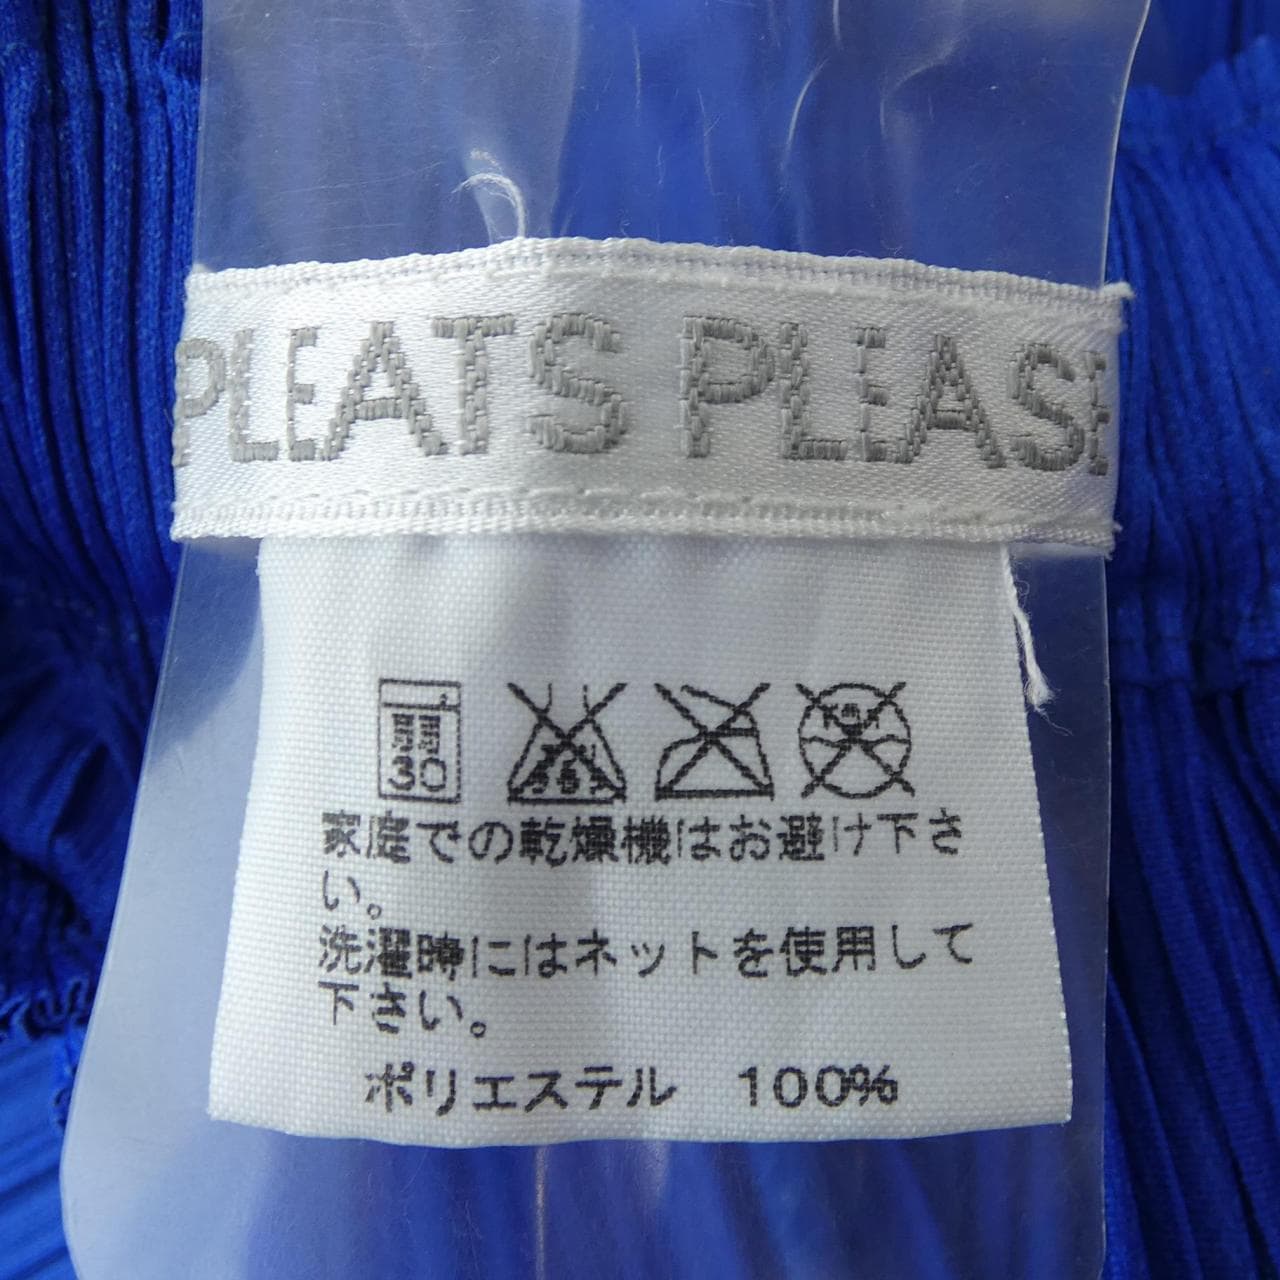 PLEATS PLEASE
弱
30
家庭での乾燥機はお避け下さ
い。
洗濯時にはネットを使用して
下さい。
ポリエステル 100%